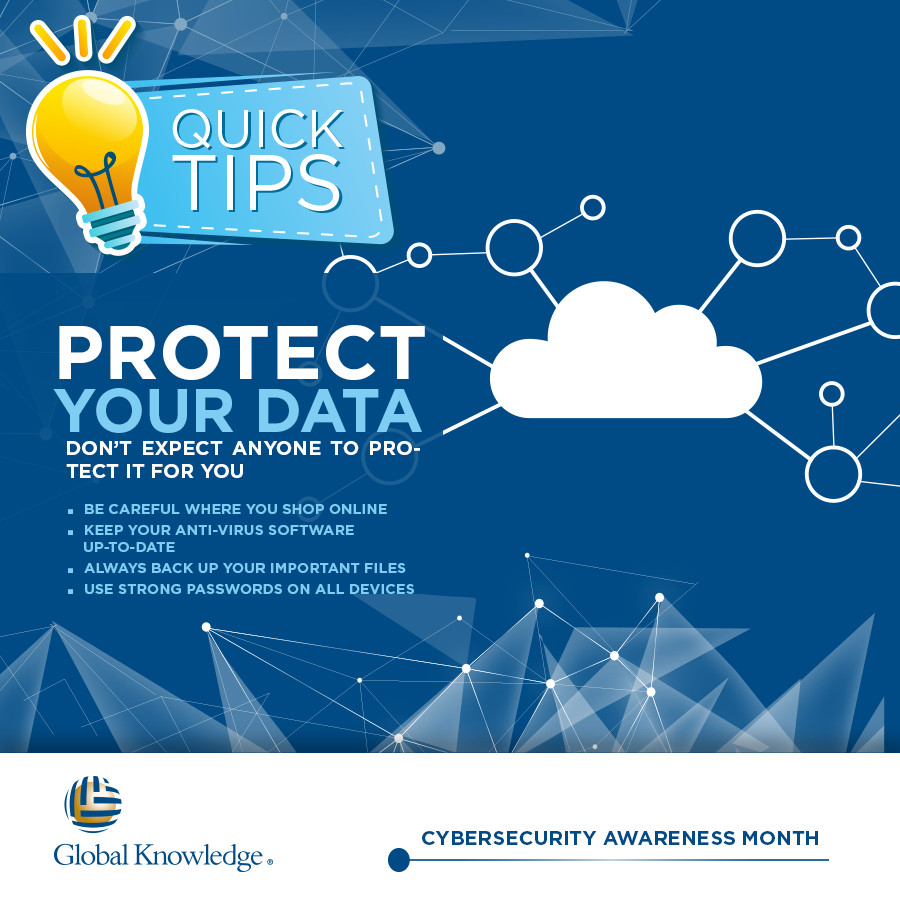 QUICK
TIPS
PROTECT
YOUR DATA
DON'T EXPECT ANYONE TO PRO-
TECT IT FOR YOU
▪ BE CAREFUL WHERE YOU SHOP ONLINE
▪ KEEP YOUR ANTI-VIRUS SOFTWARE
UP-TO-DATE
▪ ALWAYS BACK UP YOUR IMPORTANT FILES
▪ USE STRONG PASSWORDS ON ALL DEVICES
Global Knowledge®
CYBERSECURITY AWARENESS MONTH